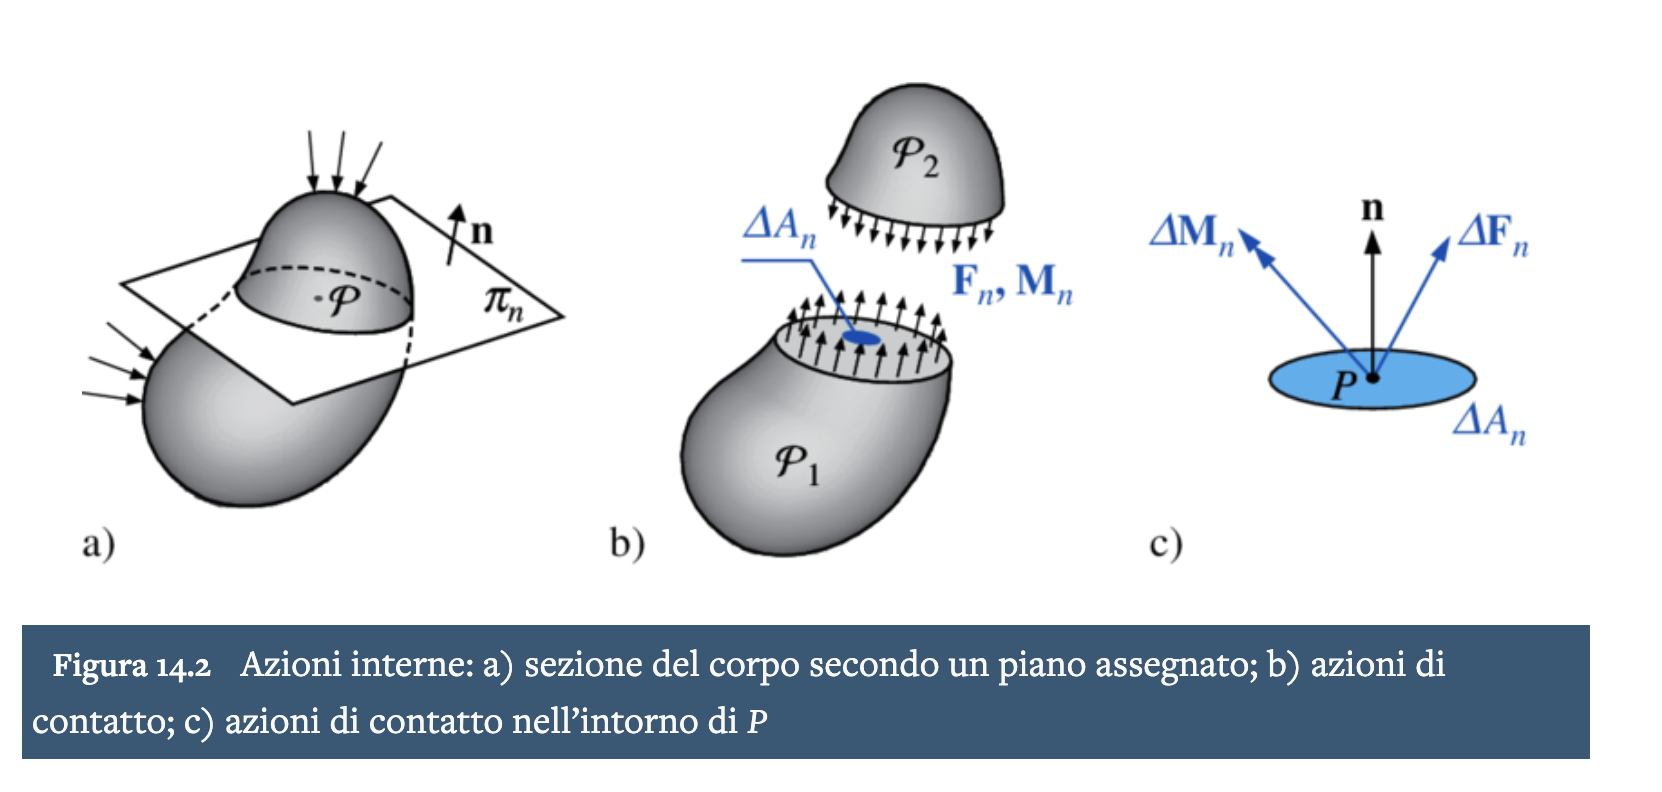 n
𝒫
πₙ
a)
𝒫₂
ΔAₙ
Fₙ, Mₙ
𝒫₁
b)
n
ΔMₙ
ΔFₙ
P
ΔAₙ
c)
Figura 14.2 Azioni interne: a) sezione del corpo secondo un piano assegnato; b) azioni di
contatto; c) azioni di contatto nell’intorno di P